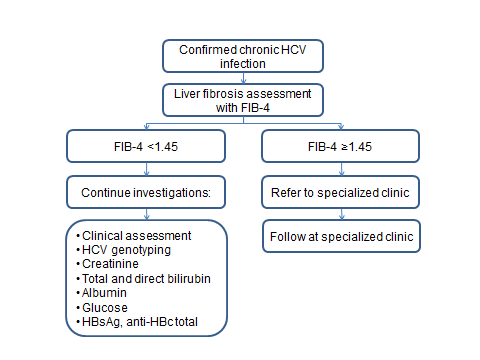 Confirmed chronic HCV
infection
Liver fibrosis assessment
with FIB-4
FIB-4 <1.45
FIB-4 ≥1.45
Continue investigations:
Refer to specialized clinic
• Clinical assessment
• HCV genotyping
• Creatinine
• Total and direct bilirubin
• Albumin
• Glucose
• HBsAg, anti-HBc total
Follow at specialized clinic